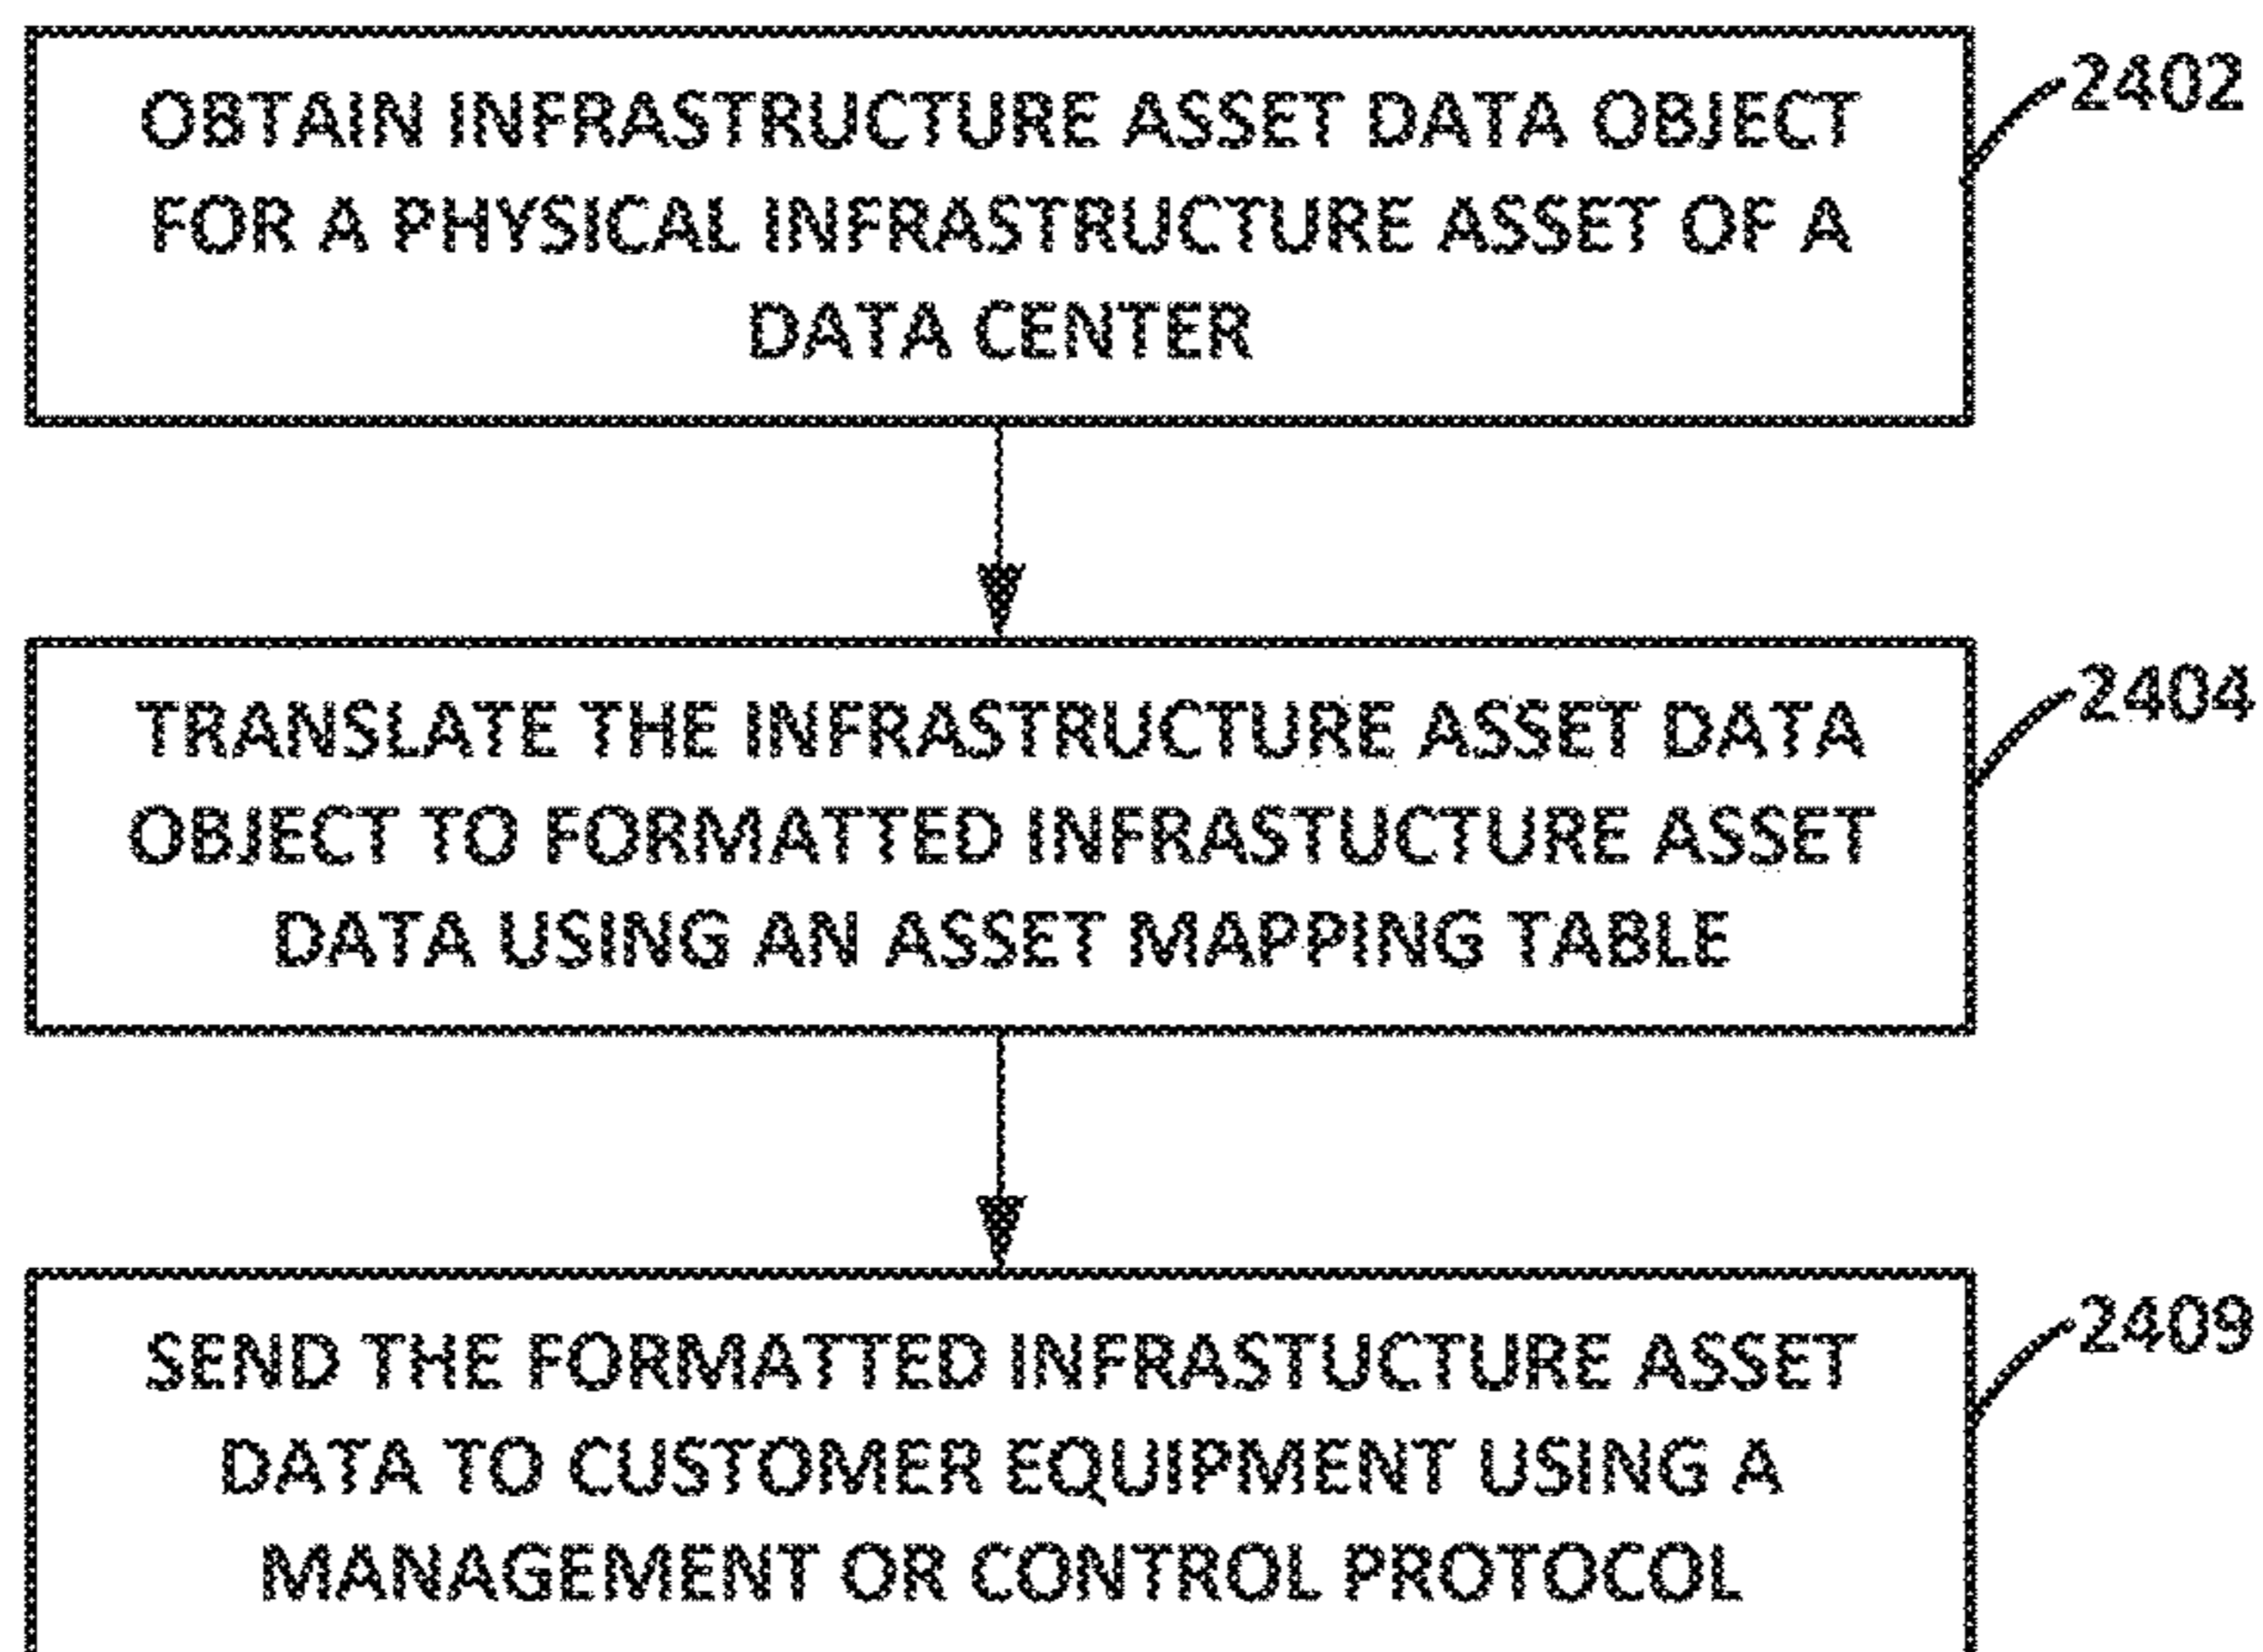 OBTAIN INFRASTRUCTURE ASSET DATA OBJECT
FOR A PHYSICAL INFRASTRUCTURE ASSET OF A
DATA CENTER
2402
TRANSLATE THE INFRASTRUCTURE ASSET DATA
OBJECT TO FORMATTED INFRASTUCTURE ASSET
DATA USING AN ASSET MAPPING TABLE
2404
SEND THE FORMATTED INFRASTUCTURE ASSET
DATA TO CUSTOMER EQUIPMENT USING A
MANAGEMENT OR CONTROL PROTOCOL
2409